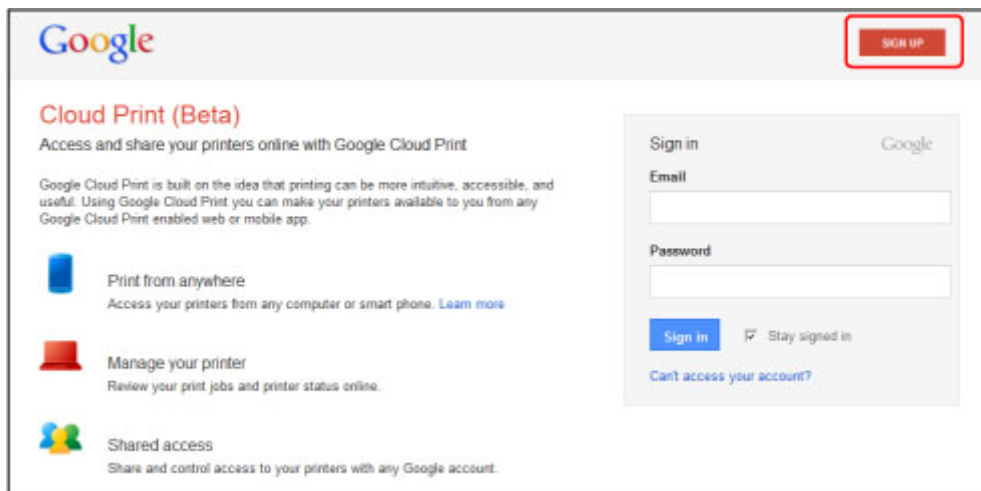 Google
SIGN UP
Cloud Print (Beta)
Access and share your printers online with Google Cloud Print
Google Cloud Print is built on the idea that printing can be more intuitive, accessible, and
useful. Using Google Cloud Print you can make your printers available to you from any
Google Cloud Print enabled web or mobile app.
Print from anywhere
Access your printers from any computer or smart phone. Learn more
Manage your printer
Review your print jobs and printer status online.
Shared access
Share and control access to your printers with any Google account.
Sign in Google
Email
Password
Sign in Stay signed in
Can't access your account?